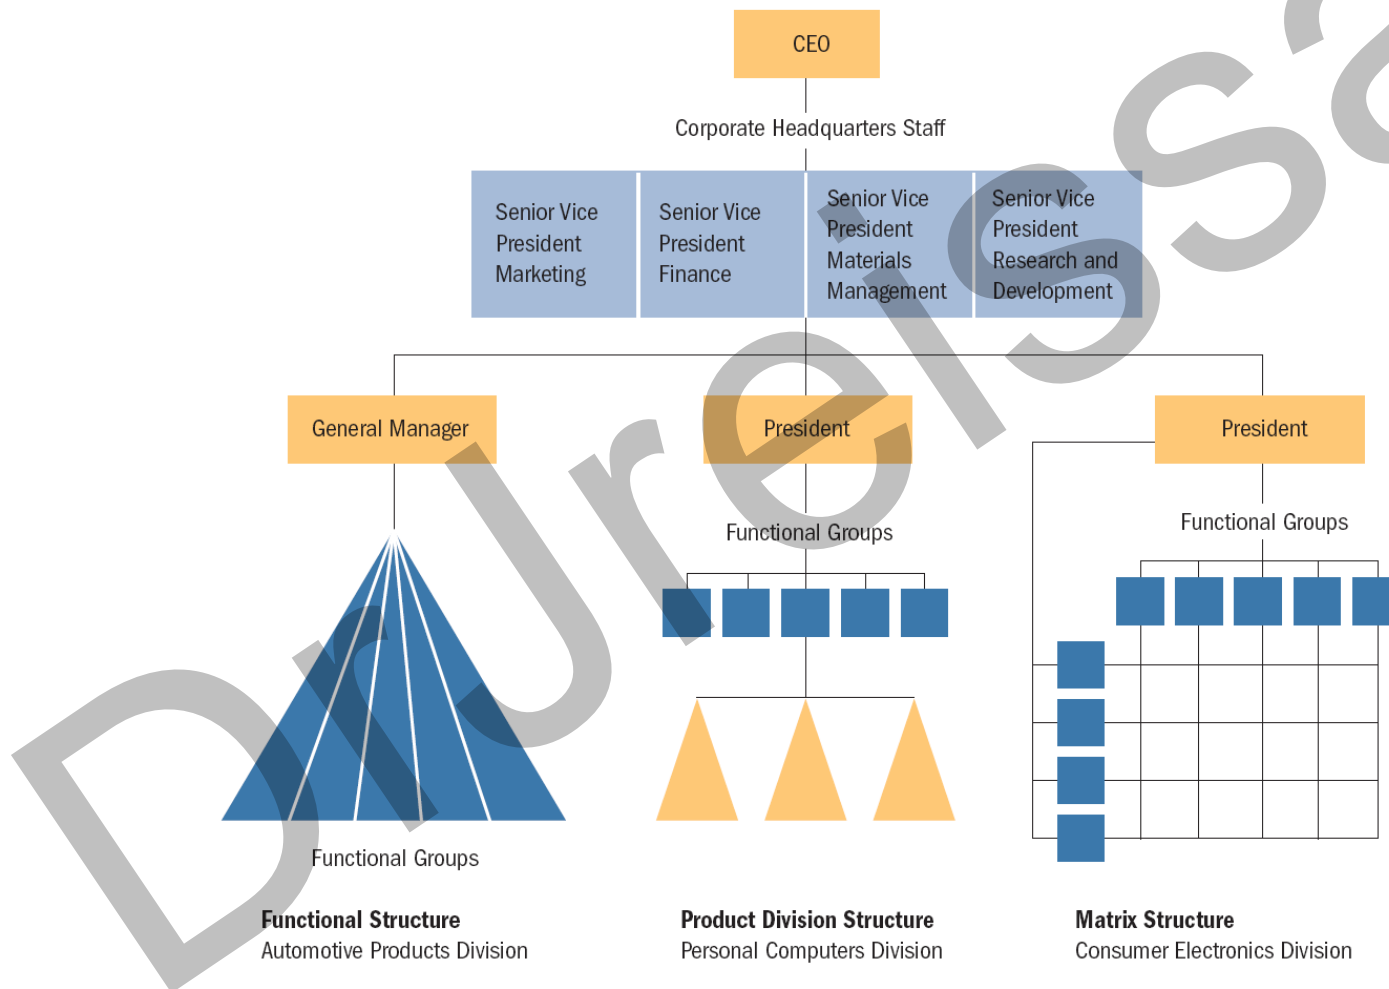 CEO
Corporate Headquarters Staff
Senior Vice
President
Marketing
Senior Vice
President
Finance
Senior Vice
President
Materials
Management
Senior Vice
President
Research and
Development
General Manager
President
President
Functional Groups
Functional Groups
Functional Groups
Functional Structure
Automotive Products Division
Product Division Structure
Personal Computers Division
Matrix Structure
Consumer Electronics Division
DrUreissa